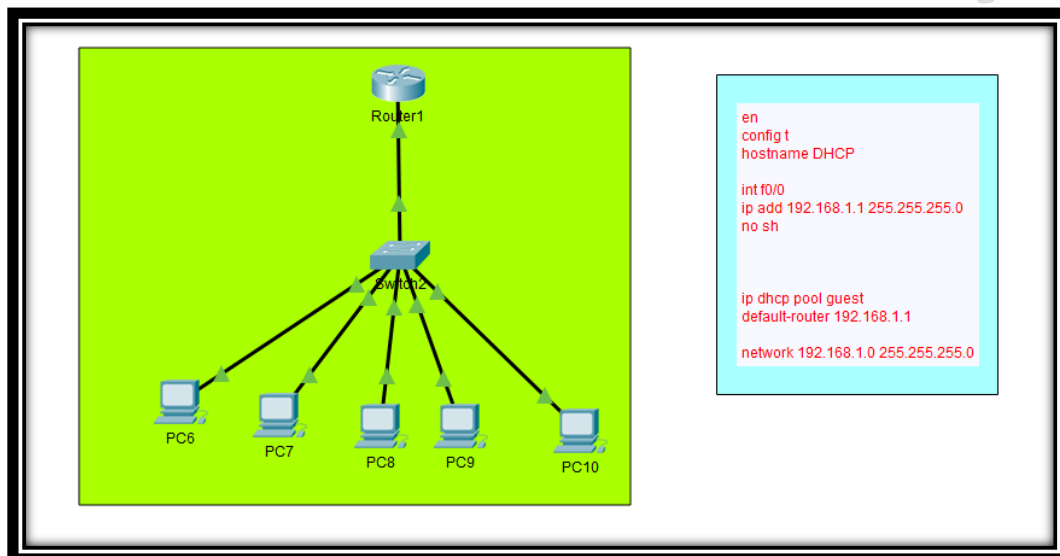 Router1
Switch2
PC6
PC7
PC8
PC9
PC10
en
config t
hostname DHCP
int f0/0
ip add 192.168.1.1 255.255.255.0
no sh
ip dhcp pool guest
default-router 192.168.1.1
network 192.168.1.0 255.255.255.0